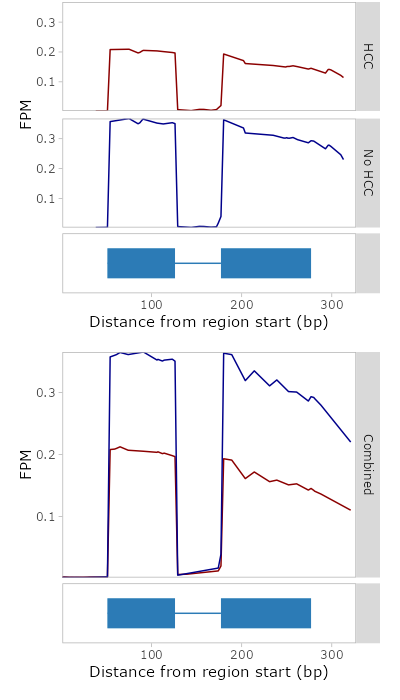 0.3
0.2
0.1
HCC
FPM
0.3
0.2
0.1
No HCC
100 200 300
Distance from region start (bp)
0.3
0.2
0.1
FPM
Combined
100 200 300
Distance from region start (bp)